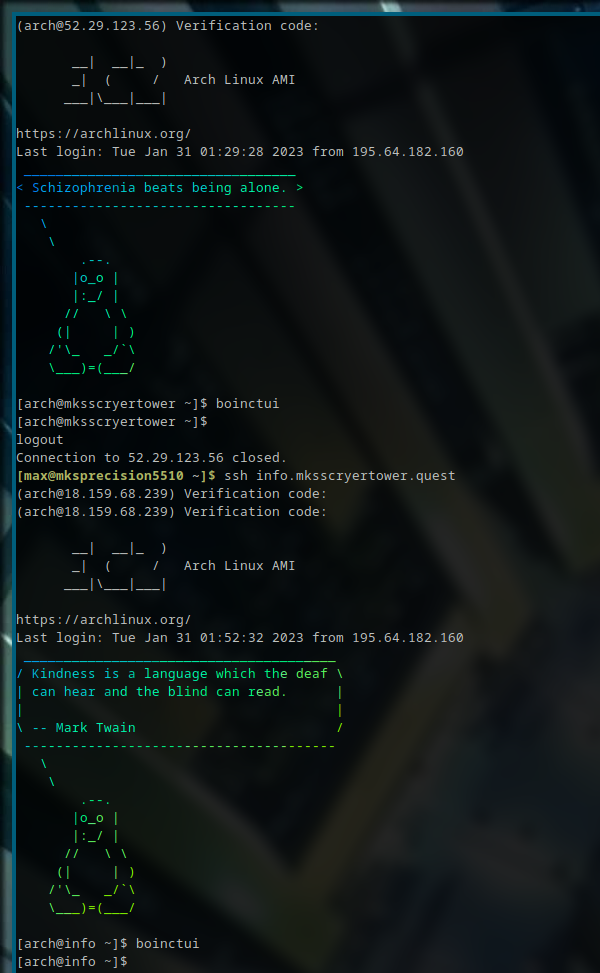 (arch@52.29.123.56) Verification code:

       __|  __|_  )
       _|  (     /   Arch Linux AMI
      ___|\___|___|

https://archlinux.org/
Last login: Tue Jan 31 01:29:28 2023 from 195.64.182.160
 __________________________________
< Schizophrenia beats being alone. >
 ----------------------------------
   \
    \
        .--.
       |o_o |
       |:_/ |
      //   \ \
     (|     | )
    /'\_   _/`\
    \___)=(___/

[arch@mksscryertower ~]$ boinctui
[arch@mksscryertower ~]$
logout
Connection to 52.29.123.56 closed.
[max@mksprecision5510 ~]$ ssh info.mksscryertower.quest
(arch@18.159.68.239) Verification code:
(arch@18.159.68.239) Verification code:

       __|  __|_  )
       _|  (     /   Arch Linux AMI
      ___|\___|___|

https://archlinux.org/
Last login: Tue Jan 31 01:52:32 2023 from 195.64.182.160
 _______________________________________
/ Kindness is a language which the deaf \
| can hear and the blind can read.      |
|                                       |
\ -- Mark Twain                         /
 ---------------------------------------
   \
    \
        .--.
       |o_o |
       |:_/ |
      //   \ \
     (|     | )
    /'\_   _/`\
    \___)=(___/

[arch@info ~]$ boinctui
[arch@info ~]$